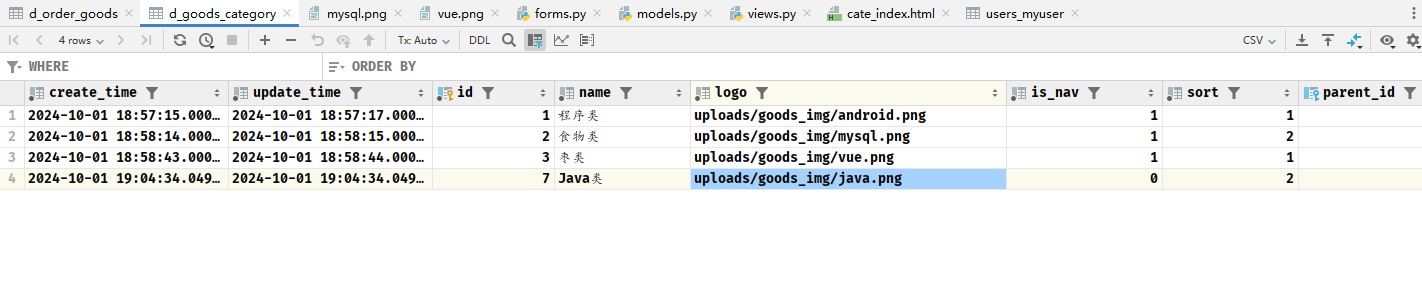 d_order_goods d_goods_category mysql.png vue.png forms.py models.py views.py cate_index.html users_myuser
4 rows Tx: Auto DDL CSV
WHERE ORDER BY
create_time update_time id name logo is_nav sort parent_id
1 2024-10-01 18:57:15.000… 2024-10-01 18:57:17.000… 1 程序类 uploads/goods_img/android.png 1 1
2 2024-10-01 18:58:14.000… 2024-10-01 18:58:15.000… 2 食物类 uploads/goods_img/mysql.png 1 2
3 2024-10-01 18:58:43.000… 2024-10-01 18:58:44.000… 3 枣类 uploads/goods_img/vue.png 1 1
4 2024-10-01 19:04:34.049… 2024-10-01 19:04:34.049… 7 Java类 uploads/goods_img/java.png 0 2